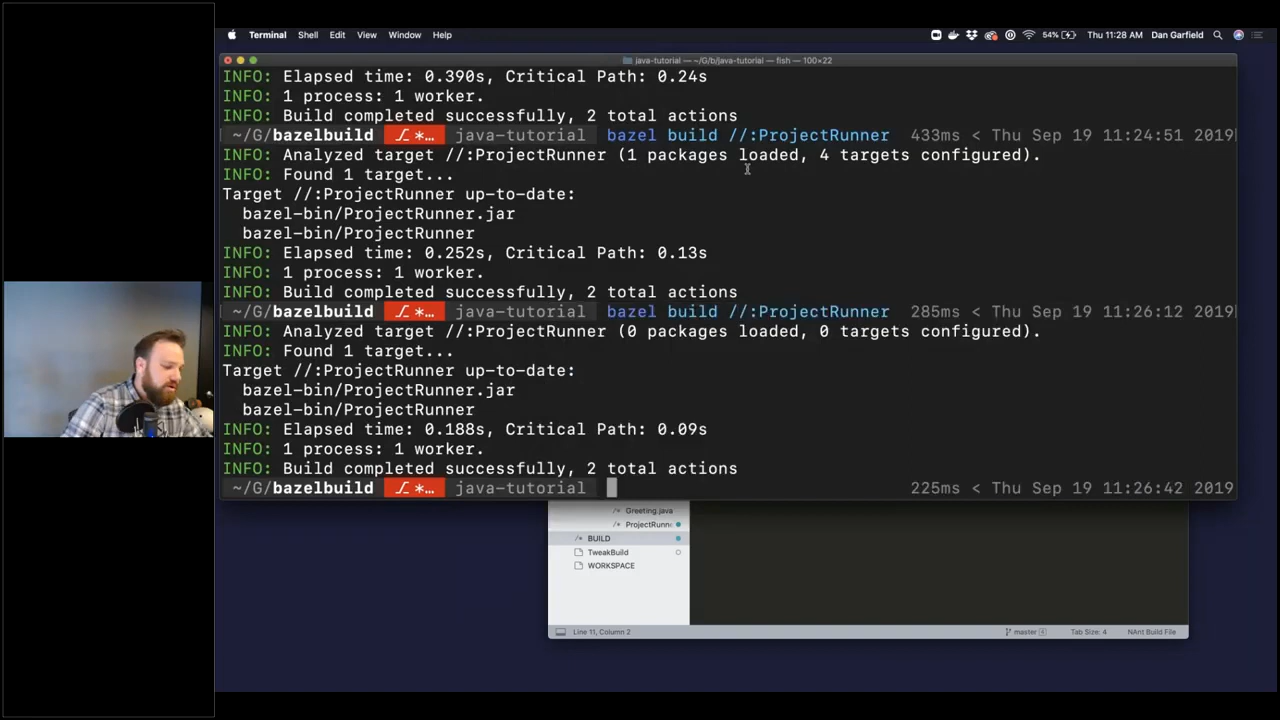 Terminal Shell Edit View Window Help 54% Thu 11:28 AM Dan Garfield
java-tutorial — ~/G/b/java-tutorial — fish — 100×22
INFO: Elapsed time: 0.390s, Critical Path: 0.24s
INFO: 1 process: 1 worker.
INFO: Build completed successfully, 2 total actions
~/G/bazelbuild *… java-tutorial bazel build //:ProjectRunner 433ms < Thu Sep 19 11:24:51 2019
INFO: Analyzed target //:ProjectRunner (1 packages loaded, 4 targets configured).
INFO: Found 1 target...
Target //:ProjectRunner up-to-date:
bazel-bin/ProjectRunner.jar
bazel-bin/ProjectRunner
INFO: Elapsed time: 0.252s, Critical Path: 0.13s
INFO: 1 process: 1 worker.
INFO: Build completed successfully, 2 total actions
~/G/bazelbuild *… java-tutorial bazel build //:ProjectRunner 285ms < Thu Sep 19 11:26:12 2019
INFO: Analyzed target //:ProjectRunner (0 packages loaded, 0 targets configured).
INFO: Found 1 target...
Target //:ProjectRunner up-to-date:
bazel-bin/ProjectRunner.jar
bazel-bin/ProjectRunner
INFO: Elapsed time: 0.188s, Critical Path: 0.09s
INFO: 1 process: 1 worker.
INFO: Build completed successfully, 2 total actions
~/G/bazelbuild *… java-tutorial 225ms < Thu Sep 19 11:26:42 2019
/* Greeting.java
/* ProjectRunn
/* BUILD
TweakBuild
WORKSPACE
Line 11, Column 2 master Tab Size: 4 NAnt Build File